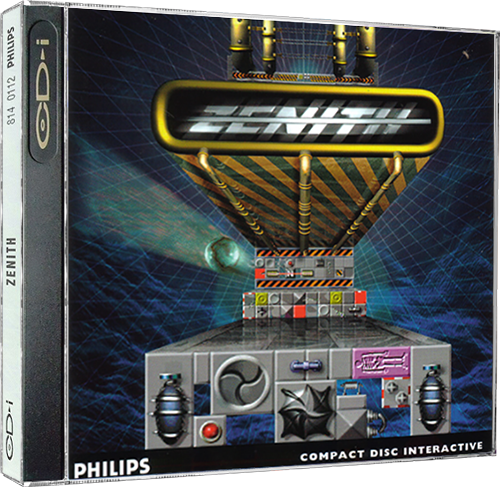 814 0112 PHILIPS
CD-i
ZENITH
CD-i
ZENITH
PHILIPS
COMPACT DISC INTERACTIVE